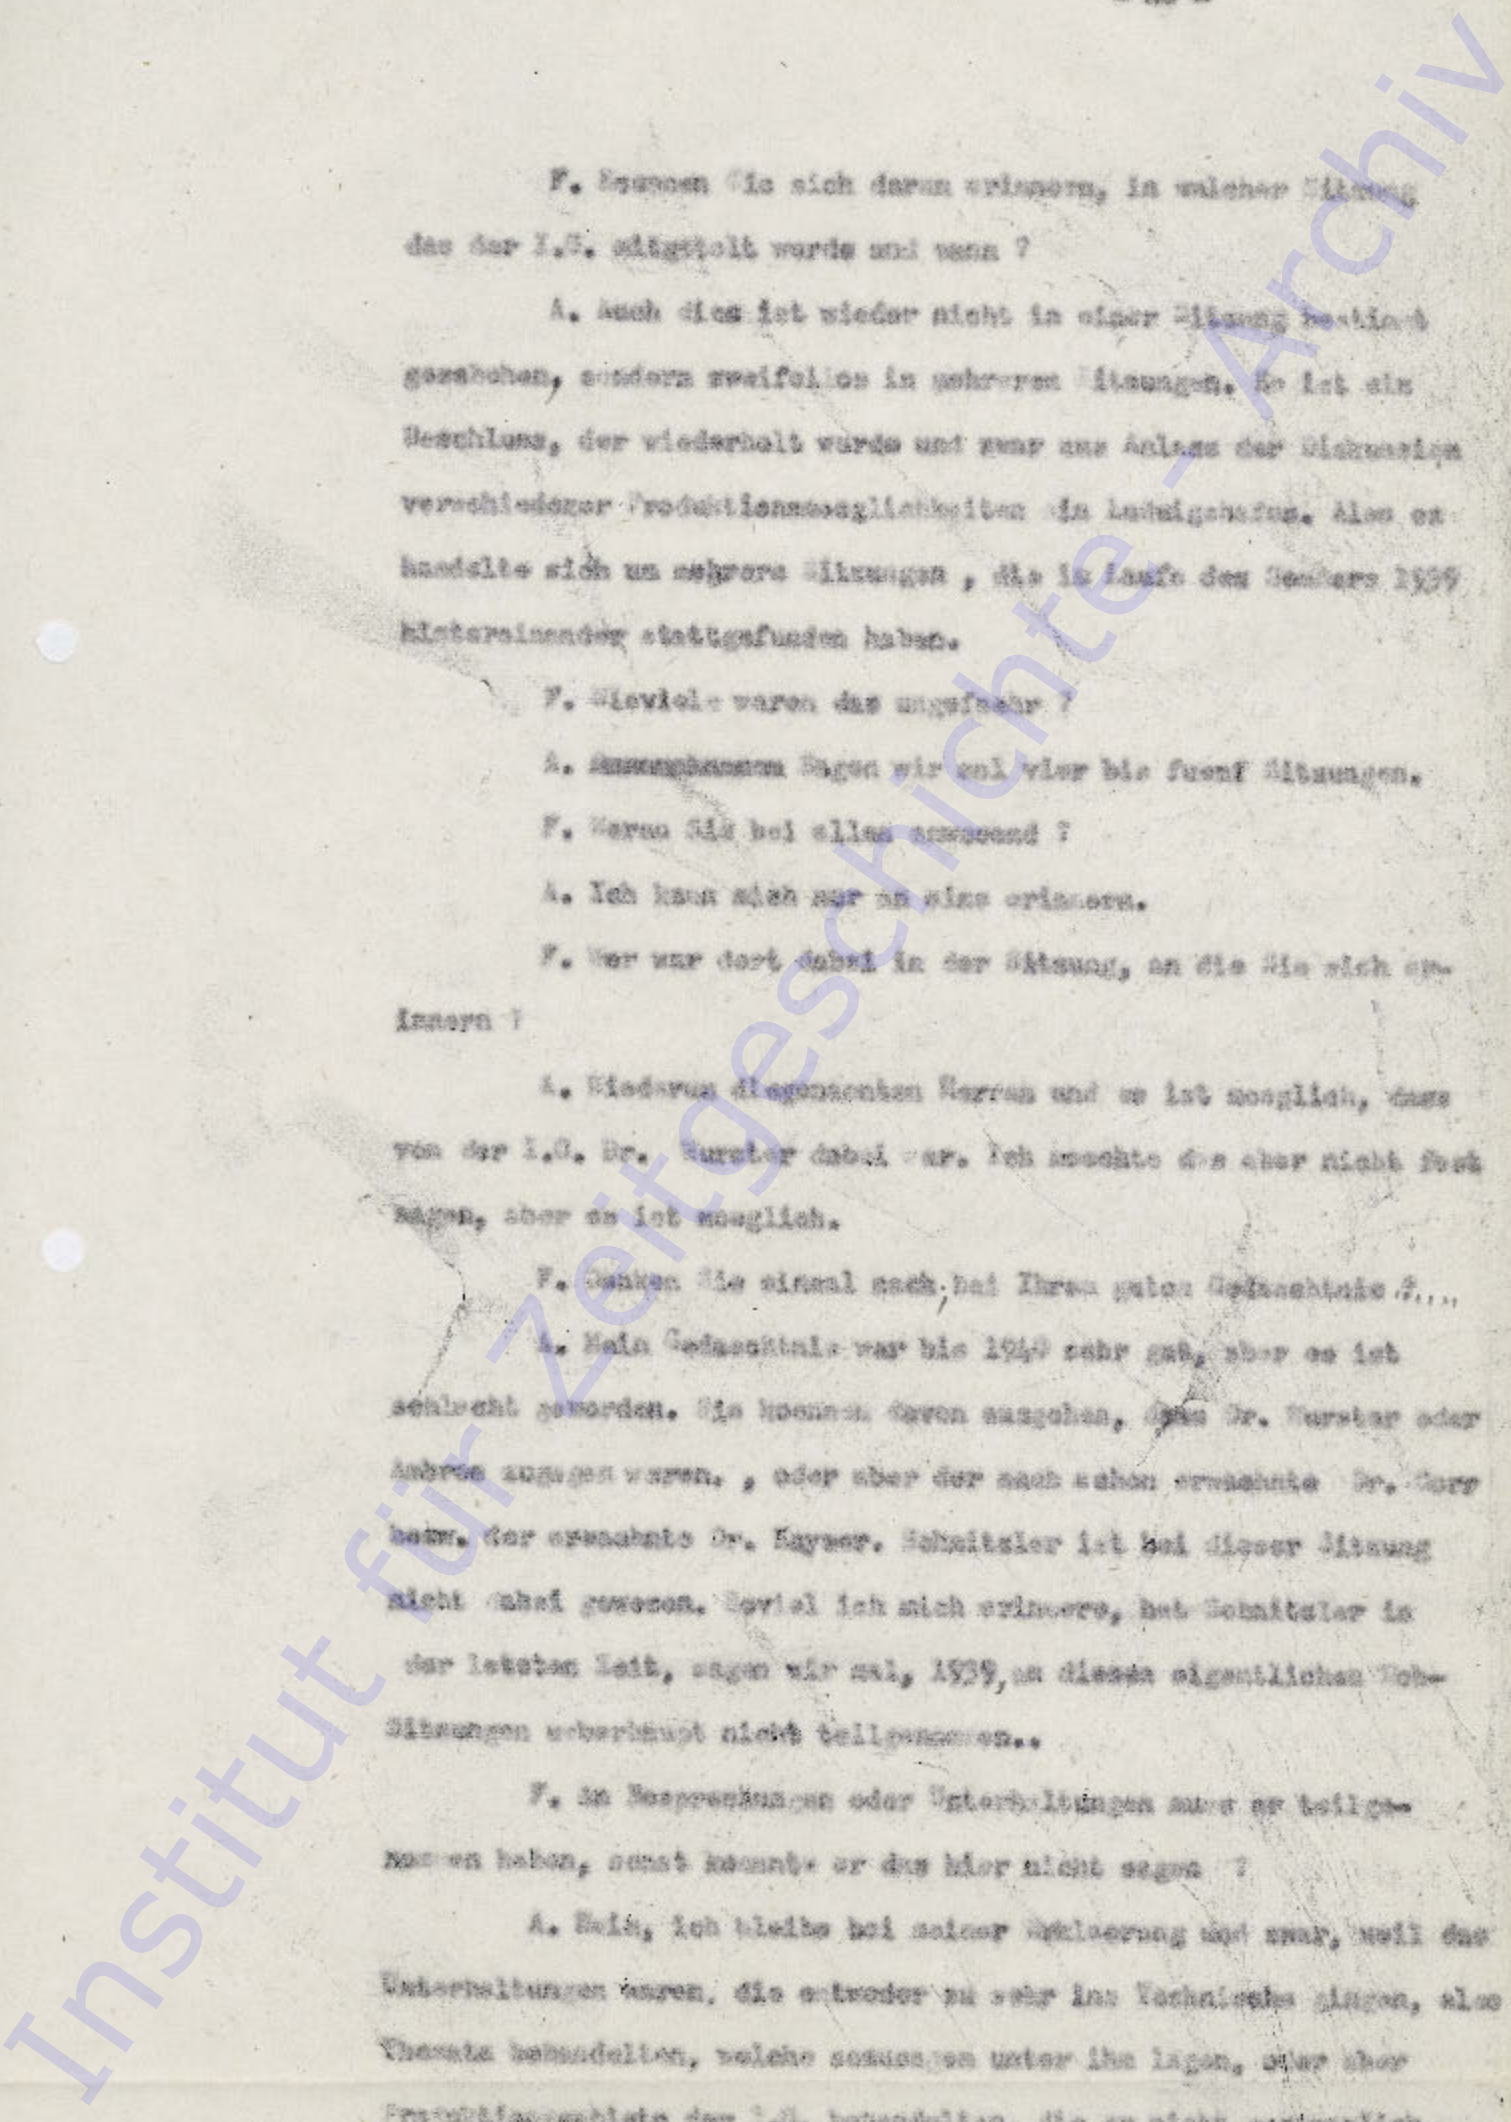 F. Koennen Sie sich daran erinnern, in welcher Sitzung
das der I.G. mitgeteilt wurde und wann ?
A. Auch dies ist wieder nicht in einer Sitzung bestimmt
geschehen, sondern zweifellos in mehreren Sitzungen. Es ist ein
Beschluss, der wiederholt wurde und zwar aus Anlass der Diskussion
verschiedener Produktionsmoeglichkeiten in Ludwigshafen. Also es
handelte sich um mehrere Sitzungen , die im Laufe des Sommers 1939
hintereinander stattgefunden haben.
F. Wieviele waren das ungefaehr ?
A. Sagen wir mal vier bis fuenf Sitzungen.
F. Waren Sie bei allen anwesend ?
A. Ich kann mich nur an eine erinnern.
F. Wer war dort dabei in der Sitzung, an die Sie sich er-
innern ?
A. Wiederum diegenannten Herren und es ist moeglich, dass
von der I.G. Dr. Wurster dabei war. Ich moechte das aber nicht fest
sagen, aber es ist moeglich.
F. Denken Sie einmal nach, bei Ihrem guten Gedaechtnis ?....
A. Mein Gedaechtnis war bis 1940 sehr gut, aber es ist
schlecht geworden. Sie koennen davon ausgehen, dass Dr. Wurster oder
Ambros zugegen waren. , oder aber der auch schon erwaehnte Dr. Gorr
bezw. der erwaehnte Dr. Kayser. Schnitzler ist bei dieser Sitzung
nicht dabei gewesen. Soviel ich mich erinnere, hat Schnitzler in
der letzten Zeit, sagen wir mal, 1939, an diesen eigentlichen
Sitzungen ueberhaupt nicht teilgenommen..
F. An Besprechungen oder Unterhaltungen muss er teilge-
nommen haben, sonst koennte er das hier nicht sagen ?
A. Nein, ich bleibe bei meiner Erklaerung und zwar, weil das
Unterhaltungen waren, die entweder zu sehr ins Technische gingen, also
Themata behandelten, welche sozusagen unter ihm lagen, oder aber
der I.G. behandelten, die
Institut für Zeitgeschichte - Archiv